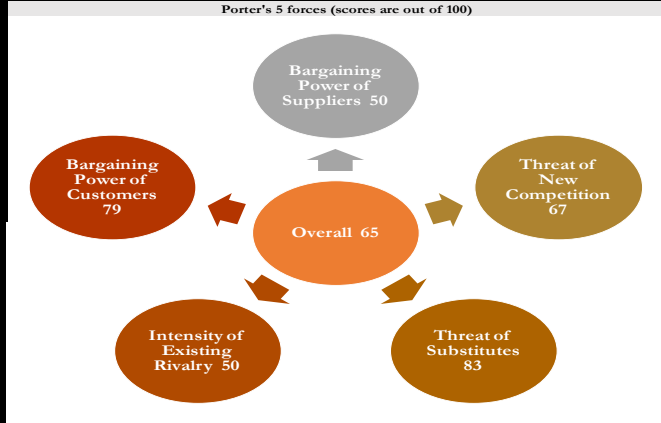 Porter's 5 forces (scores are out of 100)
Bargaining
Power of
Suppliers 50
Bargaining
Power of
Customers
79
Threat of
New
Competition
67
Overall 65
Intensity of
Existing
Rivalry 50
Threat of
Substitutes
83